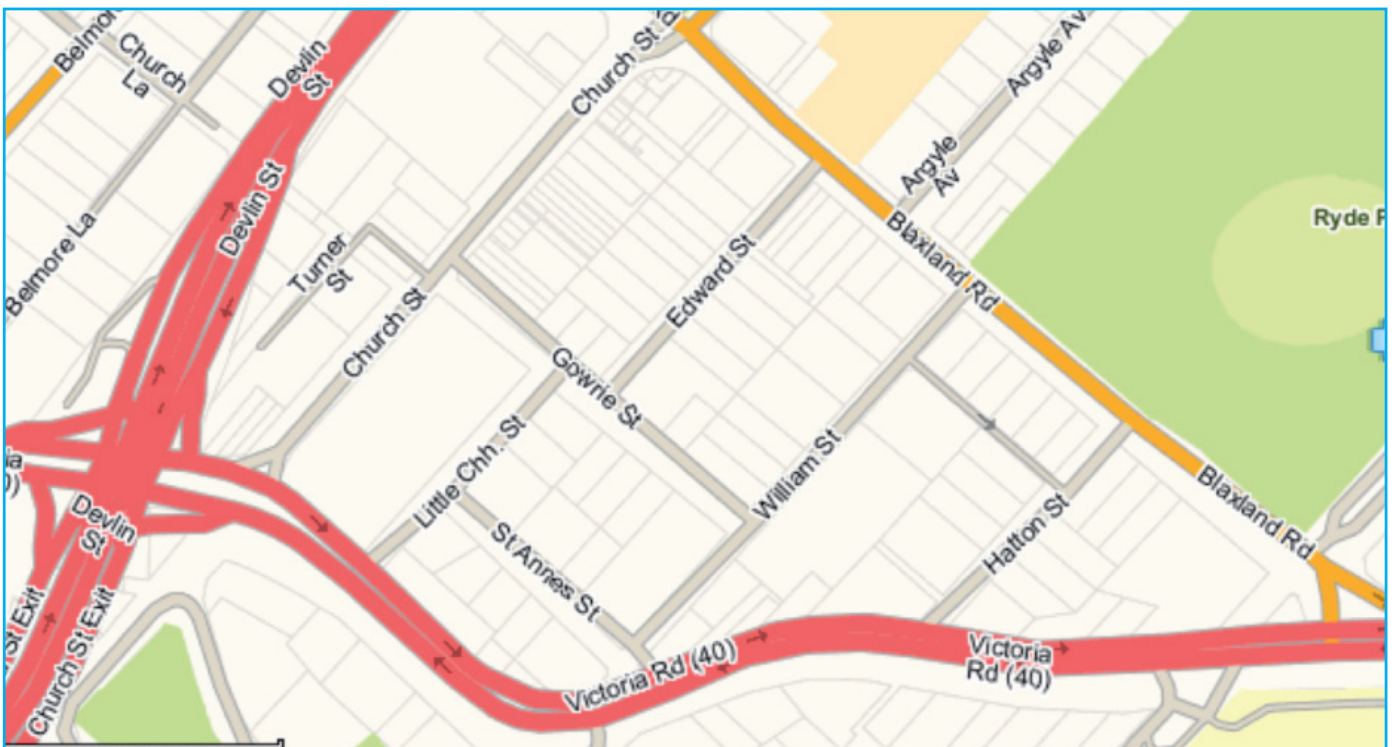 Belmor
Church
La
Devlin
St
Church St
Argyle Av
Argyle
Av
Devlin St
Belmore La
Turner
St
Church St
Edward St
Blaxland Rd
Ryde P
Gowrie St
Little Chh. St
William St
St Annes St
Hatton St
Blaxland Rd
Devlin
St
St Exit
Church St Exit
Victoria Rd (40)
Victoria
Rd (40)